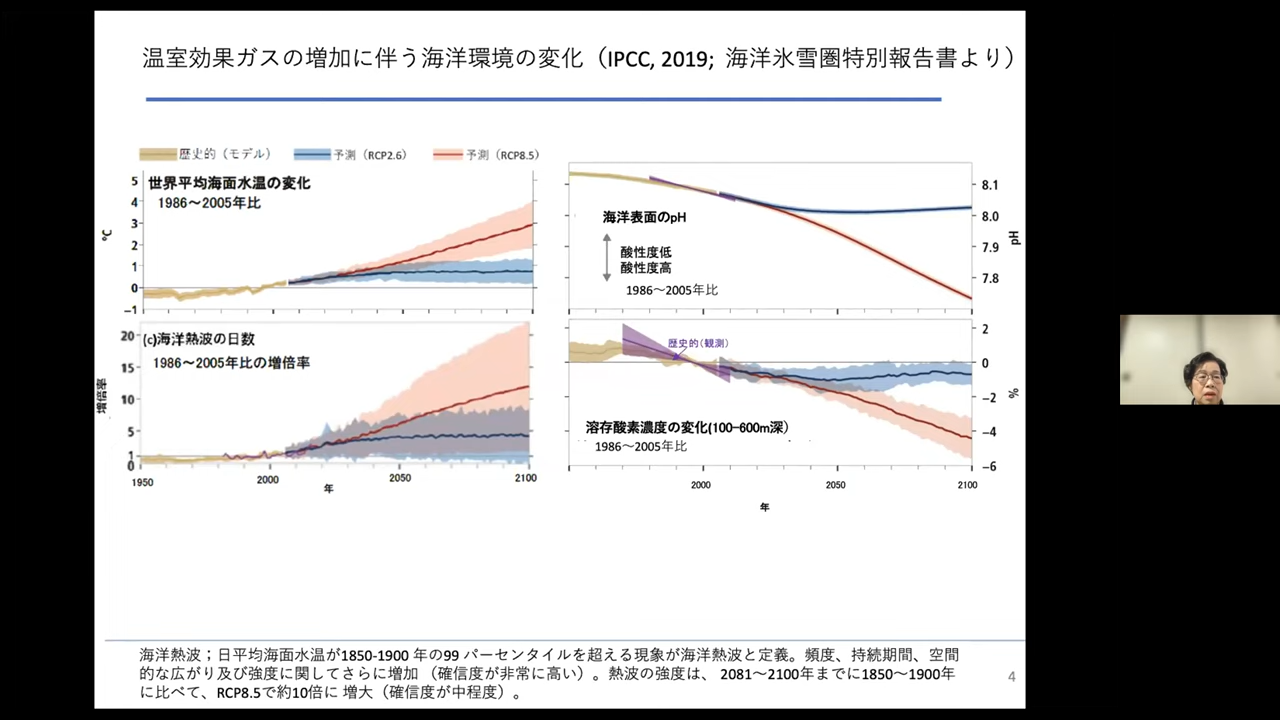 温室効果ガスの増加に伴う海洋環境の変化（IPCC, 2019; 海洋氷雪圏特別報告書より）
歴史的（モデル） 予測（RCP2.6） 予測（RCP8.5）
世界平均海面水温の変化
1986～2005年比
5
4
3
2
1
0
−1
℃
海洋表面のpH
酸性度低
酸性度高
1986～2005年比
8.1
8.0
7.9
7.8
pH
(c)海洋熱波の日数
1986～2005年比の増倍率
20
15
10
5
1
0
増倍率
1950 2000 2050 2100
年
歴史的（観測）
溶存酸素濃度の変化(100−600m深）
1986～2005年比
2
0
−2
−4
−6
%
2000 2050 2100
年
海洋熱波；日平均海面水温が1850-1900 年の99 パーセンタイルを超える現象が海洋熱波と定義。頻度、持続期間、空間
的な広がり及び強度に関してさらに増加 （確信度が非常に高い）。熱波の強度は、 2081～2100年までに1850～1900年
に比べて、RCP8.5で約10倍に 増大（確信度が中程度）。
4